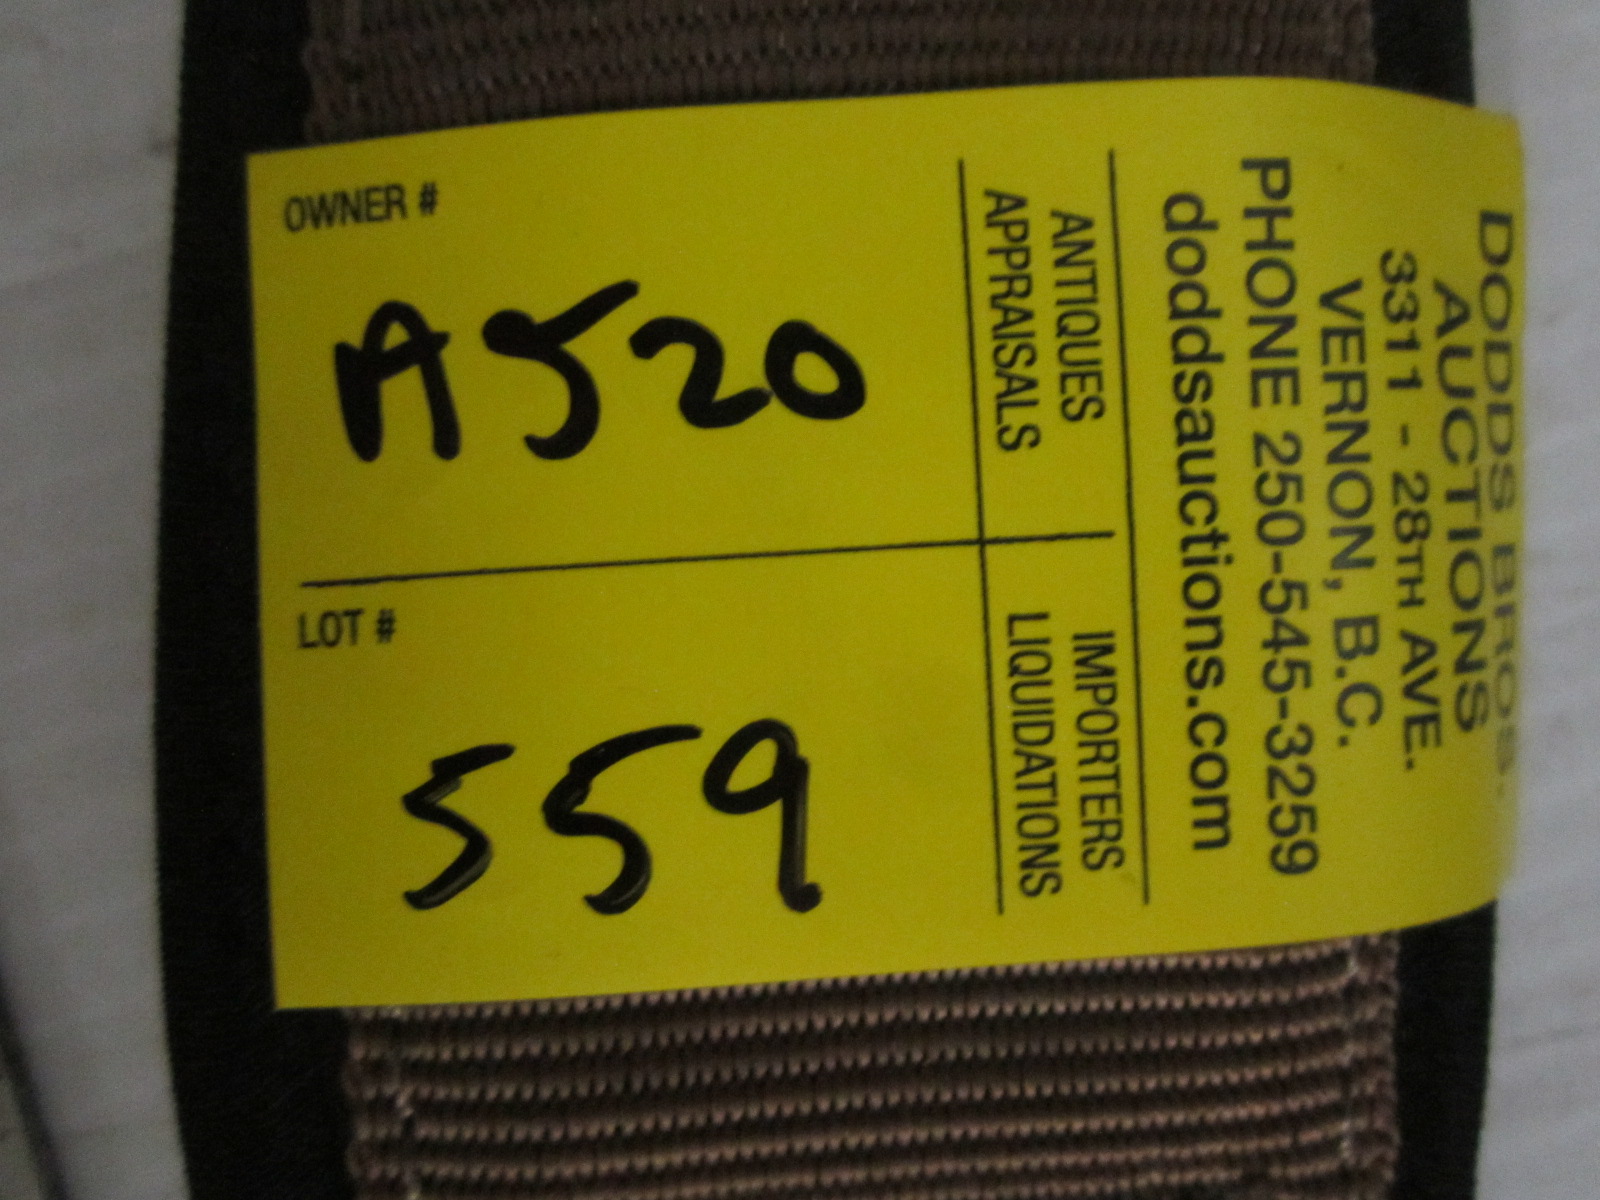 DODDS BROS.
AUCTIONS
3311 - 28TH AVE.
VERNON, B.C.
PHONE 250-545-3259
doddsauctions.com
ANTIQUES
APPRAISALS
IMPORTERS
LIQUIDATIONS
OWNER #
A520
LOT #
559